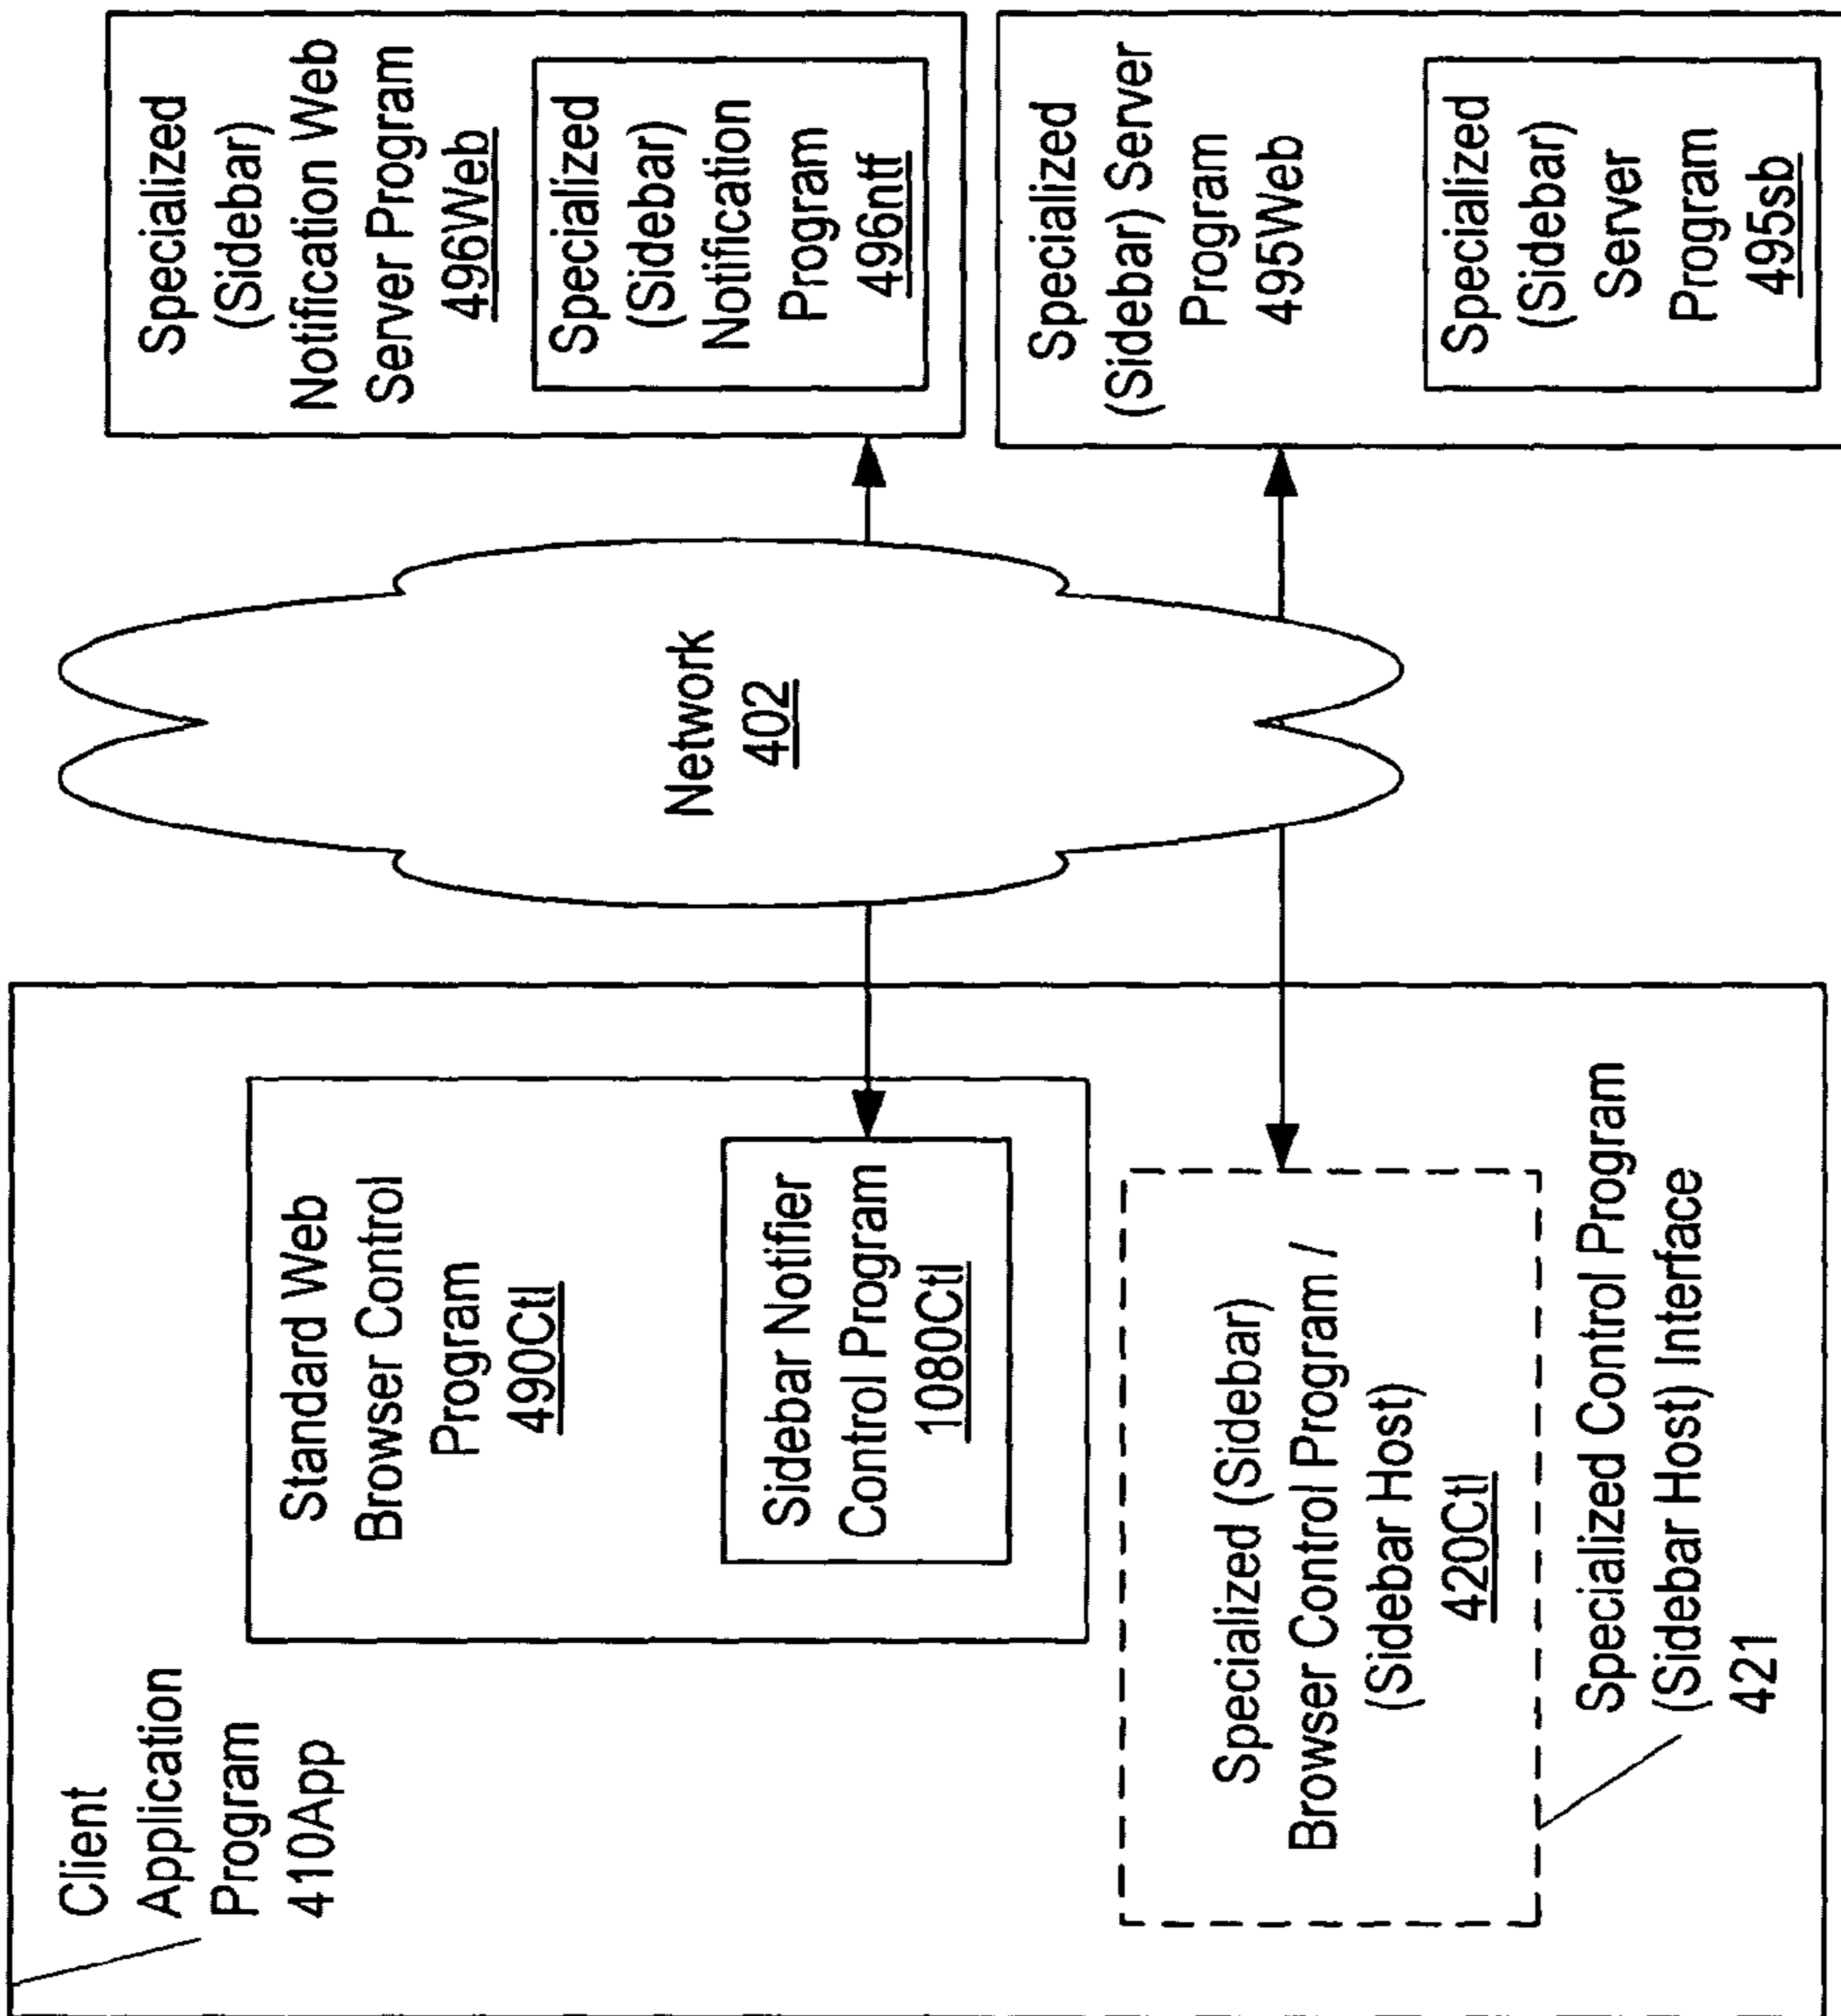 Client
Application
Program
410App
Standard Web
Browser Control
Program
490Ctl
Sidebar Notifier
Control Program
1080Ctl
Specialized (Sidebar)
Browser Control Program /
(Sidebar Host)
420Ctl
Specialized Control Program
(Sidebar Host) Interface
421
Network
402
Specialized
(Sidebar)
Notification Web
Server Program
496Web
Specialized
(Sidebar)
Notification
Program
496ntf
Specialized
(Sidebar) Server
Program
495Web
Specialized
(Sidebar)
Server
Program
495sb